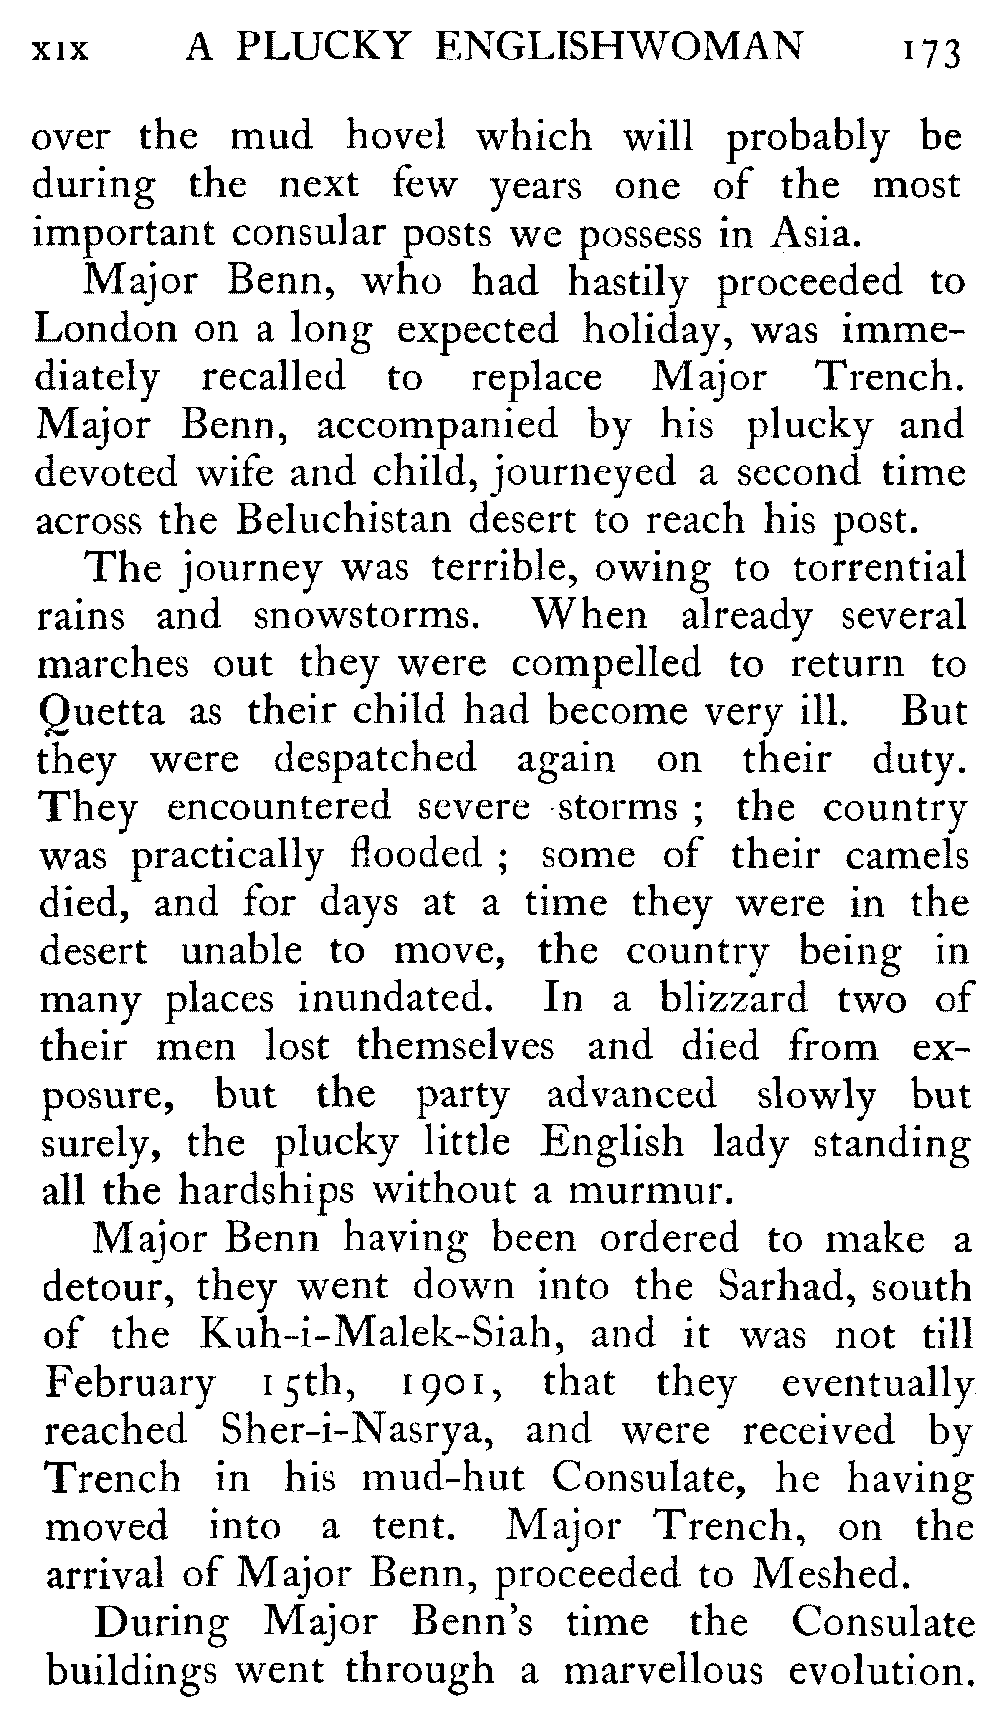 xix A PLUCKY ENGLISHWOMAN 173
over the mud hovel which will probably be
during the next few years one of the most
important consular posts we possess in Asia.
Major Benn, who had hastily proceeded to
London on a long expected holiday, was imme-
diately recalled to replace Major Trench.
Major Benn, accompanied by his plucky and
devoted wife and child, journeyed a second time
across the Beluchistan desert to reach his post.
The journey was terrible, owing to torrential
rains and snowstorms. When already several
marches out they were compelled to return to
Quetta as their child had become very ill. But
they were despatched again on their duty.
They encountered severe storms ; the country
was practically flooded ; some of their camels
died, and for days at a time they were in the
desert unable to move, the country being in
many places inundated. In a blizzard two of
their men lost themselves and died from ex-
posure, but the party advanced slowly but
surely, the plucky little English lady standing
all the hardships without a murmur.
Major Benn having been ordered to make a
detour, they went down into the Sarhad, south
of the Kuh-i-Malek-Siah, and it was not till
February 15th, 1901, that they eventually
reached Sher-i-Nasrya, and were received by
Trench in his mud-hut Consulate, he having
moved into a tent. Major Trench, on the
arrival of Major Benn, proceeded to Meshed.
During Major Benn's time the Consulate
buildings went through a marvellous evolution.